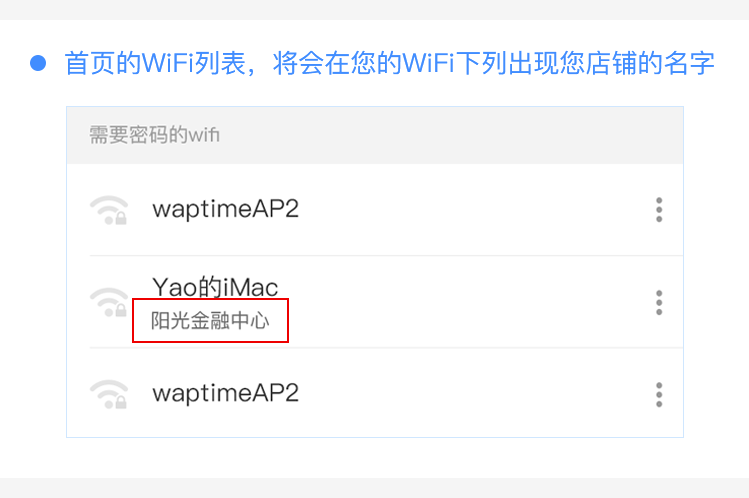 首页的WiFi列表，将会在您的WiFi下列出现您店铺的名字
需要密码的wifi
waptimeAP2
Yao的iMac
阳光金融中心
waptimeAP2